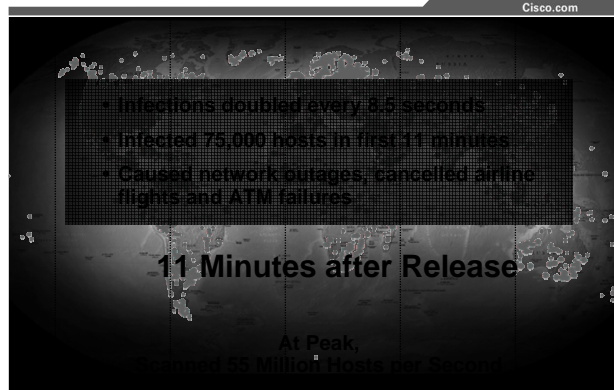 Cisco.com
• Infections doubled every 8.5 seconds
• Infected 75,000 hosts in first 11 minutes
• Caused network outages, cancelled airline
flights and ATM failures
11 Minutes after Release
At Peak,
Scanned 55 Million Hosts per Second